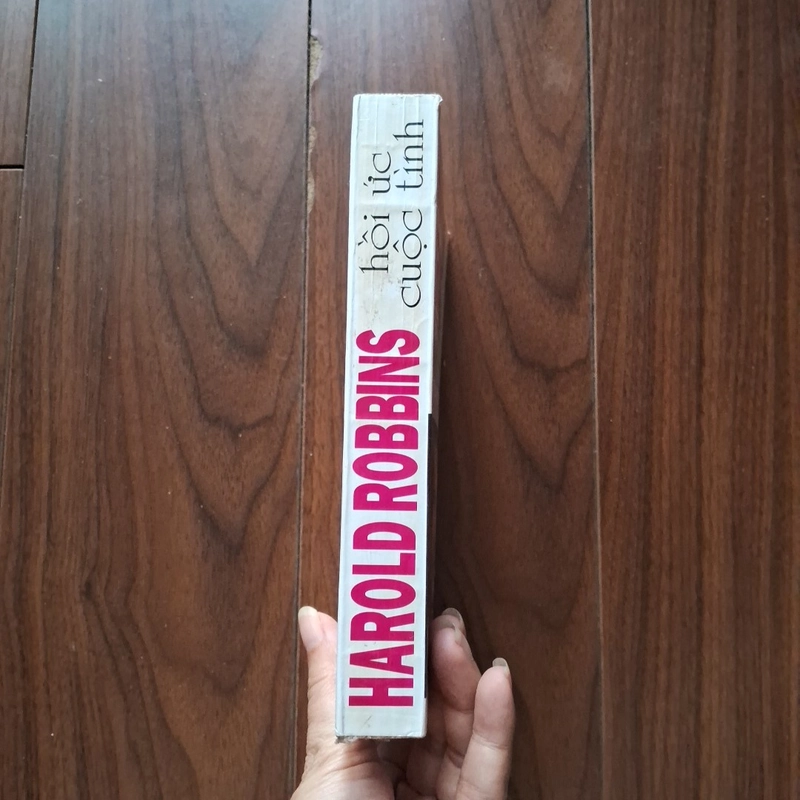 HAROLD ROBBINS
hồi ức
cuộc tình